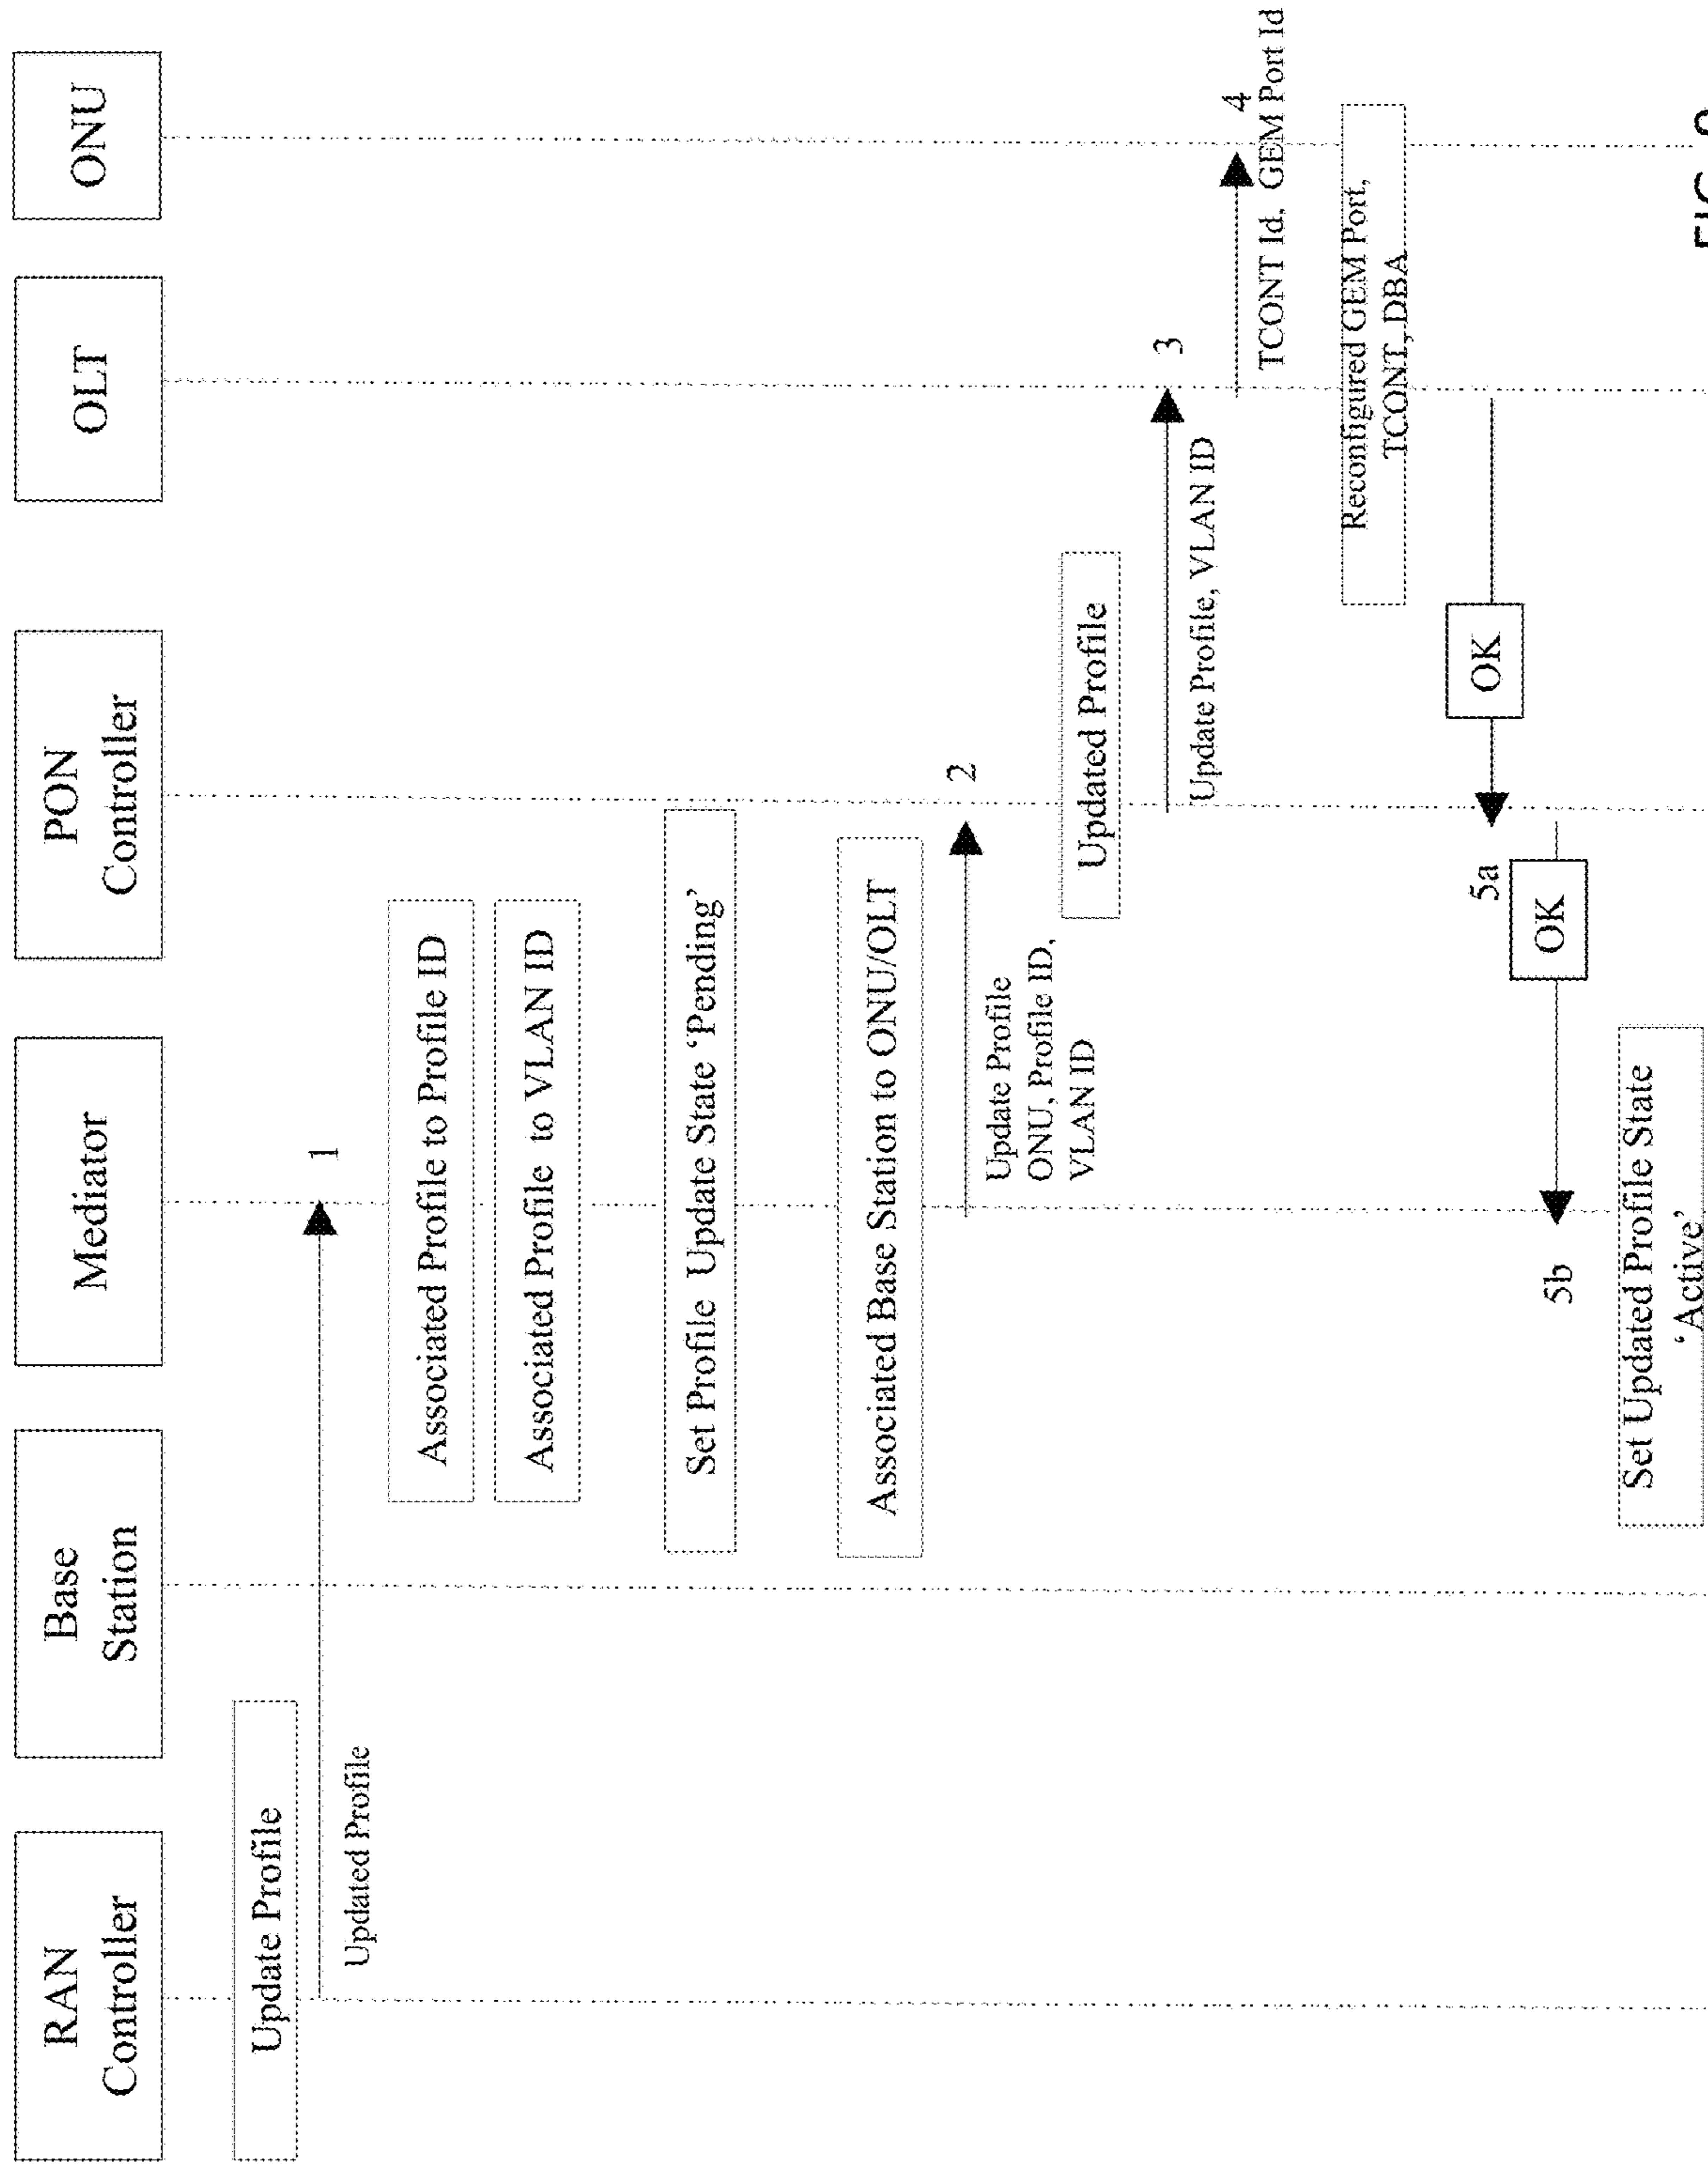 RAN
Controller
Base
Station
Mediator
PON
Controller
OLT
ONU
Update Profile
1
Updated Profile
Associated Profile to Profile ID
Associated Profile to VLAN ID
Set Profile Update State ‘Pending’
Associated Base Station to ONU/OLT
2
Update Profile
ONU, Profile ID,
VLAN ID
Updated Profile
3
Update Profile, VLAN ID
4
TCONT Id, GEM Port Id
Reconfigured GEM Port,
TCONT, DBA
OK
5a
OK
5b
Set Updated Profile State
‘Active’
FIG.